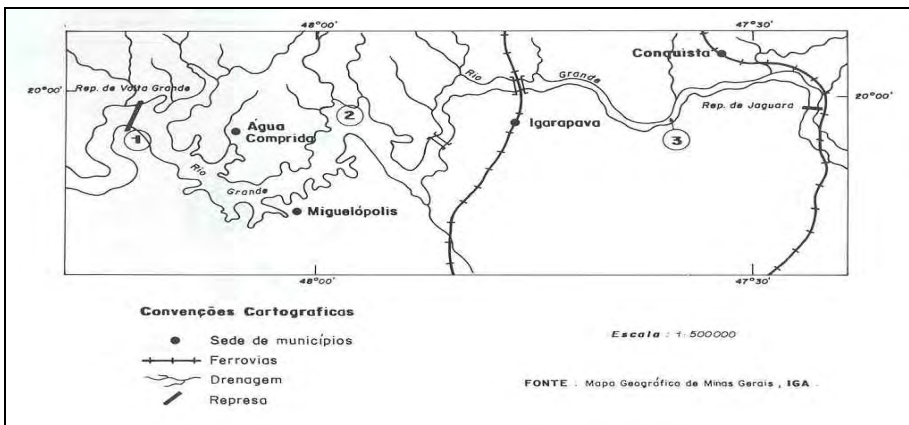 48°00'
47°30'
Conquista
Rio Grande
Rep. de Volta Grande
20°00'
20°00'
Rep. de Jaguara
2
1
Água
Comprida
Igarapava
3
Rio Grande
Miguelópolis
48°00'
47°30'
Convenções Cartograficas
Sede de municípios
Escala : 1: 500000
Ferrovias
Drenagem
FONTE . Mapa Geográfico de Minas Gerais , IGA .
Represa